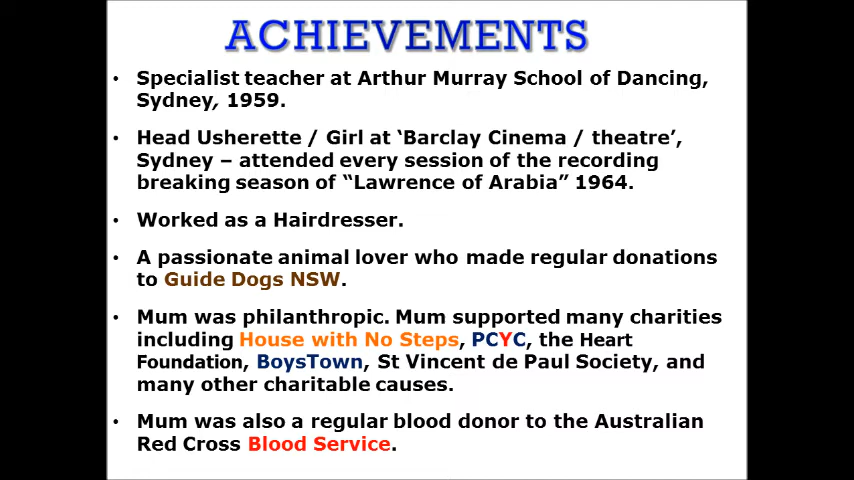 ACHIEVEMENTS
• Specialist teacher at Arthur Murray School of Dancing,
Sydney, 1959.
• Head Usherette / Girl at ‘Barclay Cinema / theatre’,
Sydney – attended every session of the recording
breaking season of “Lawrence of Arabia” 1964.
• Worked as a Hairdresser.
• A passionate animal lover who made regular donations
to Guide Dogs NSW.
• Mum was philanthropic. Mum supported many charities
including House with No Steps, PCYC, the Heart
Foundation, BoysTown, St Vincent de Paul Society, and
many other charitable causes.
• Mum was also a regular blood donor to the Australian
Red Cross Blood Service.